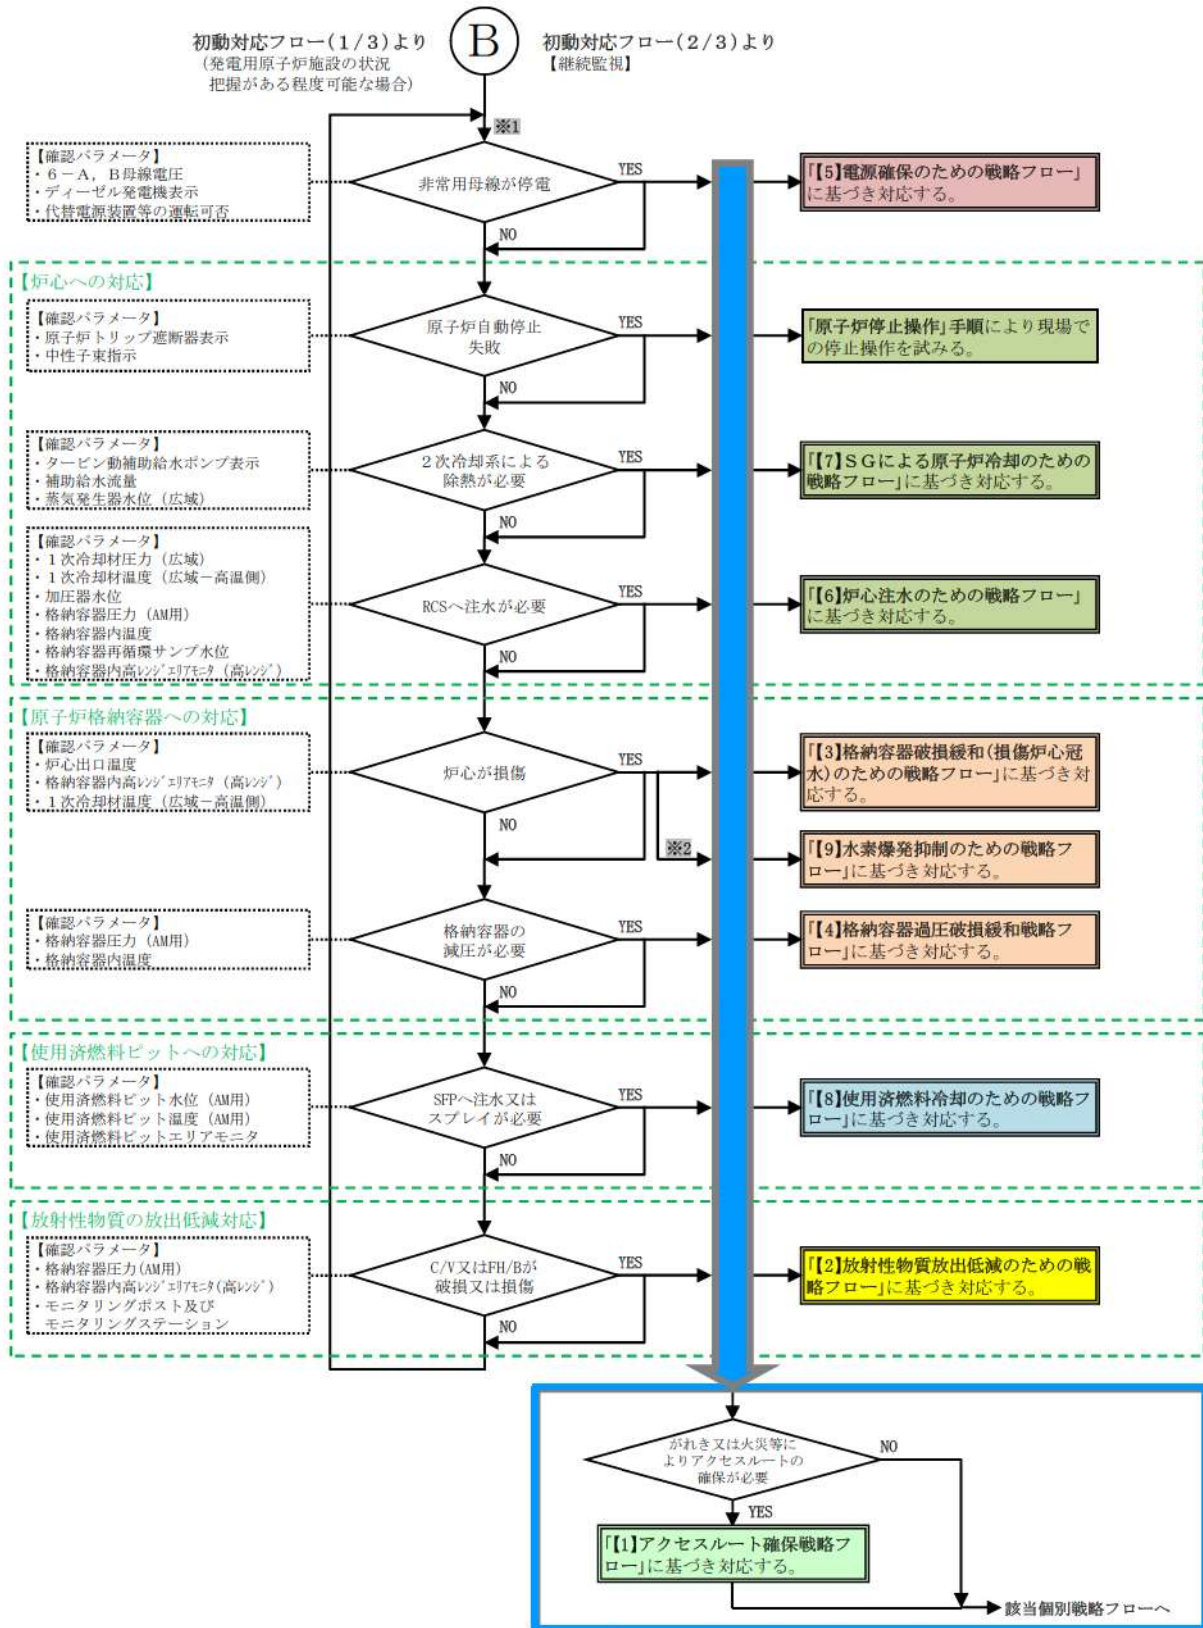 初動対応フロー(1/3)より
(発電用原子炉施設の状況
把握がある程度可能な場合)
B
初動対応フロー(2/3)より
【継続監視】
※1
【確認パラメータ】
・6－A，B母線電圧
・ディーゼル発電機表示
・代替電源装置等の運転可否
非常用母線が停電
YES
NO
「【5】電源確保のための戦略フロー」
に基づき対応する。
【炉心への対応】
【確認パラメータ】
・原子炉トリップ遮断器表示
・中性子束指示
原子炉自動停止
失敗
YES
NO
「原子炉停止操作」手順により現場で
の停止操作を試みる。
【確認パラメータ】
・タービン動補助給水ポンプ表示
・補助給水流量
・蒸気発生器水位（広域）
２次冷却系による
除熱が必要
YES
NO
「【7】ＳＧによる原子炉冷却のための
戦略フロー」に基づき対応する。
【確認パラメータ】
・１次冷却材圧力（広域）
・１次冷却材温度（広域－高温側）
・加圧器水位
・格納容器圧力（AM用）
・格納容器内温度
・格納容器再循環サンプ水位
・格納容器内高ﾚﾝｼﾞｴﾘｱﾓﾆﾀ（高ﾚﾝｼﾞ）
RCSへ注水が必要
YES
NO
「【6】炉心注水のための戦略フロー」
に基づき対応する。
【原子炉格納容器への対応】
【確認パラメータ】
・炉心出口温度
・格納容器内高ﾚﾝｼﾞｴﾘｱﾓﾆﾀ（高ﾚﾝｼﾞ）
・１次冷却材温度（広域－高温側）
炉心が損傷
YES
NO
※2
「【3】格納容器破損緩和(損傷炉心冠
水)のための戦略フロー」に基づき対
応する。
「【9】水素爆発抑制のための戦略フ
ロー」に基づき対応する。
【確認パラメータ】
・格納容器圧力（AM用）
・格納容器内温度
格納容器の
減圧が必要
YES
NO
「【4】格納容器過圧破損緩和戦略フ
ロー」に基づき対応する。
【使用済燃料ピットへの対応】
【確認パラメータ】
・使用済燃料ピット水位（AM用）
・使用済燃料ピット温度（AM用）
・使用済燃料ピットエリアモニタ
SFPへ注水又は
スプレイが必要
YES
NO
「【8】使用済燃料冷却のための戦略フ
ロー」に基づき対応する。
【放射性物質の放出低減対応】
【確認パラメータ】
・格納容器圧力(AM用)
・格納容器内高ﾚﾝｼﾞｴﾘｱﾓﾆﾀ(高ﾚﾝｼﾞ)
・モニタリングポスト及び
モニタリングステーション
C/V又はFH/Bが
破損又は損傷
YES
NO
「【2】放射性物質放出低減のための戦
略フロー」に基づき対応する。
がれき又は火災等に
よりアクセスルートの
確保が必要
NO
YES
「【1】アクセスルート確保戦略フ
ロー」に基づき対応する。
該当個別戦略フローへ